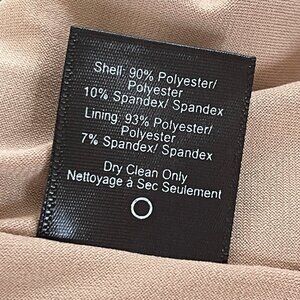 Shell: 90% Polyester/
Polyester
10% Spandex/ Spandex
Lining: 93% Polyester/
Polyester
7% Spandex/ Spandex
Dry Clean Only
Nettoyage à Sec Seulement